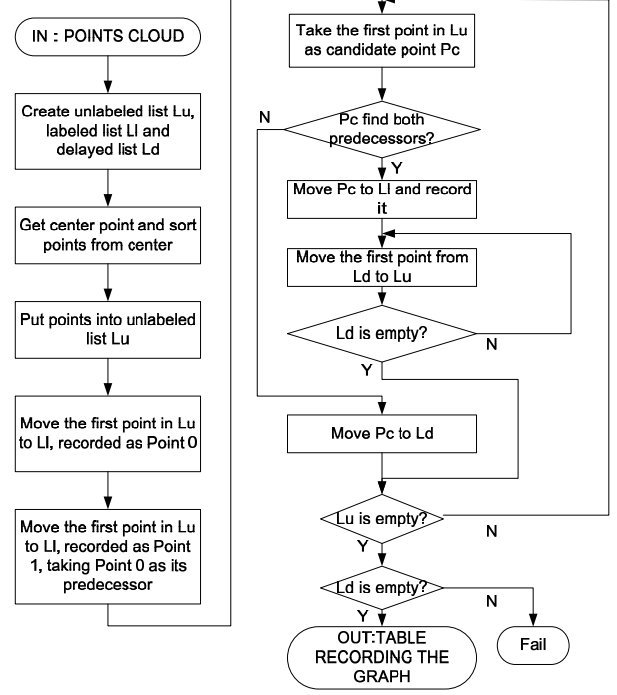 IN : POINTS CLOUD
Create unlabeled list Lu,
labeled list Ll and
delayed list Ld
Get center point and sort
points from center
Put points into unlabeled
list Lu
Move the first point in Lu
to Ll, recorded as Point 0
Move the first point in Lu
to Ll, recorded as Point
1, taking Point 0 as its
predecessor
Take the first point in Lu
as candidate point Pc
N
Pc find both
predecessors?
Y
Move Pc to Ll and record
it
Move the first point from
Ld to Lu
Ld is empty?
N
Y
Move Pc to Ld
Lu is empty?
N
Y
Ld is empty?
N
Y
OUT:TABLE
RECORDING THE
GRAPH
Fail